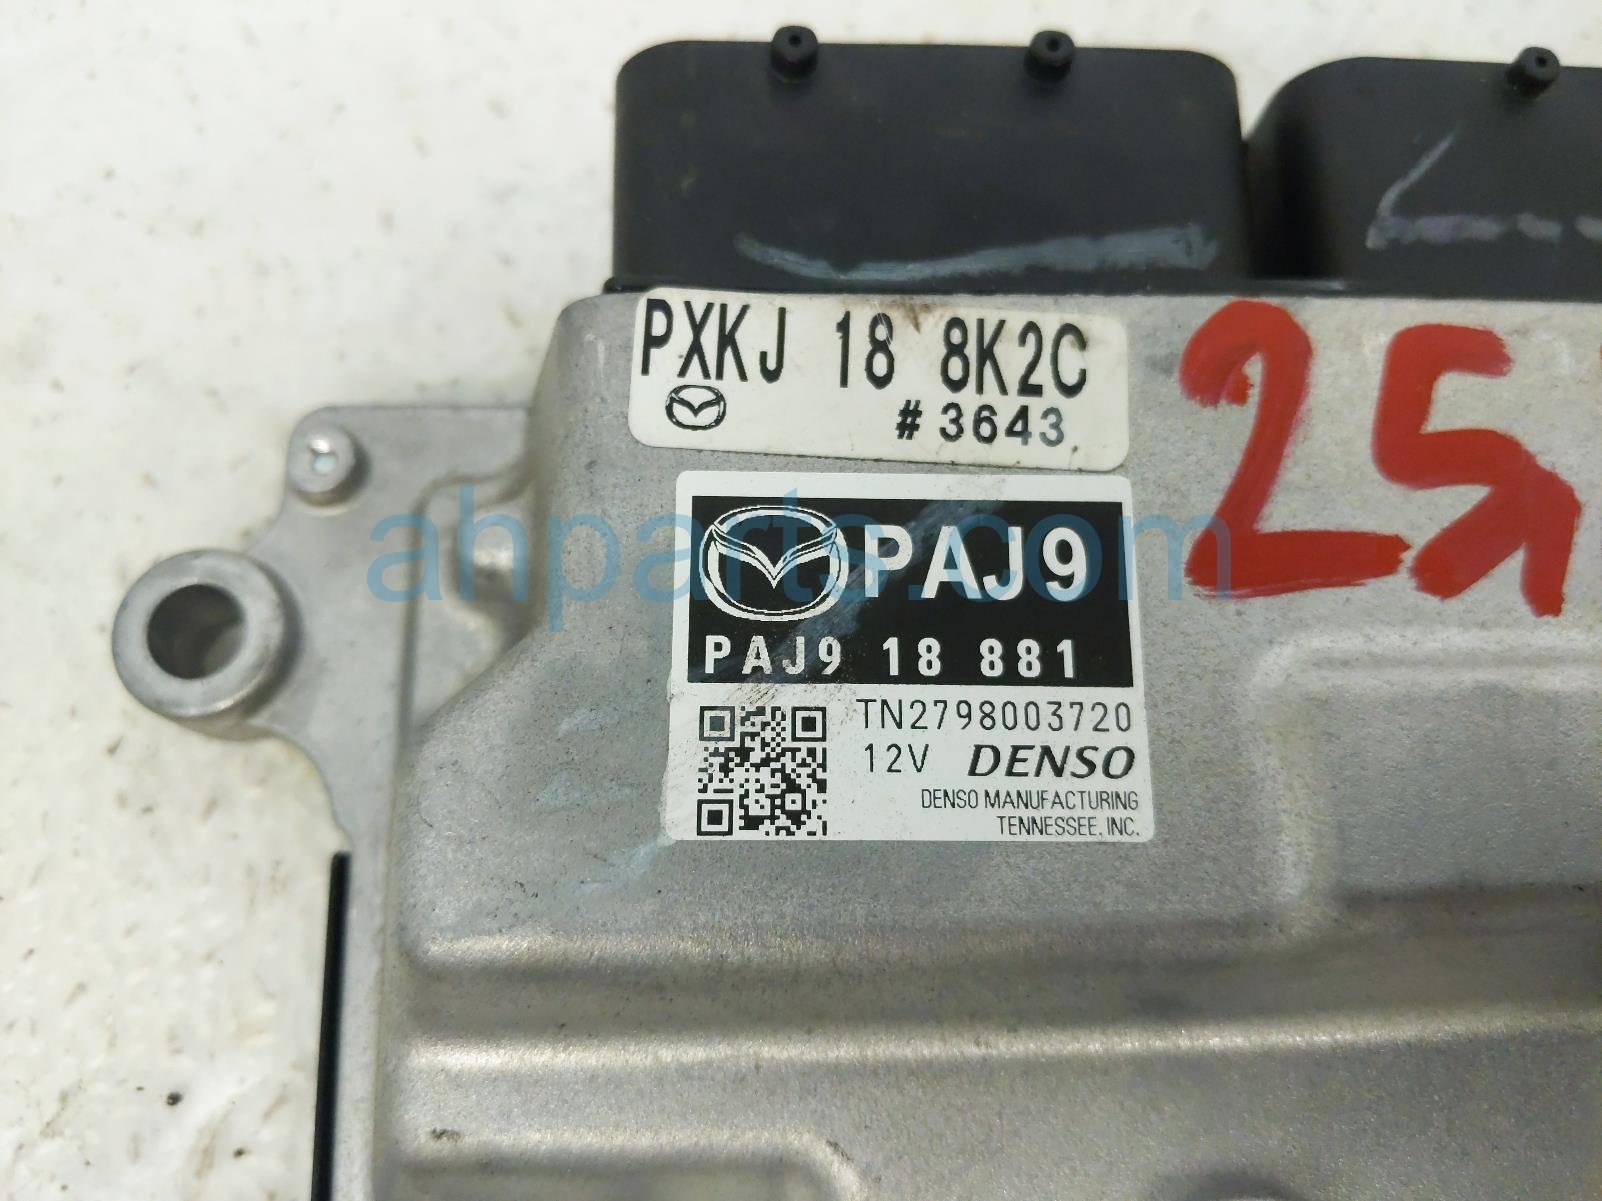 PXKJ 18 8K2C
#3643
25
PAJ9
ahparts.com
PAJ9 18 881
TN2798003720
12V DENSO
DENSO MANUFACTURING
TENNESSEE, INC.